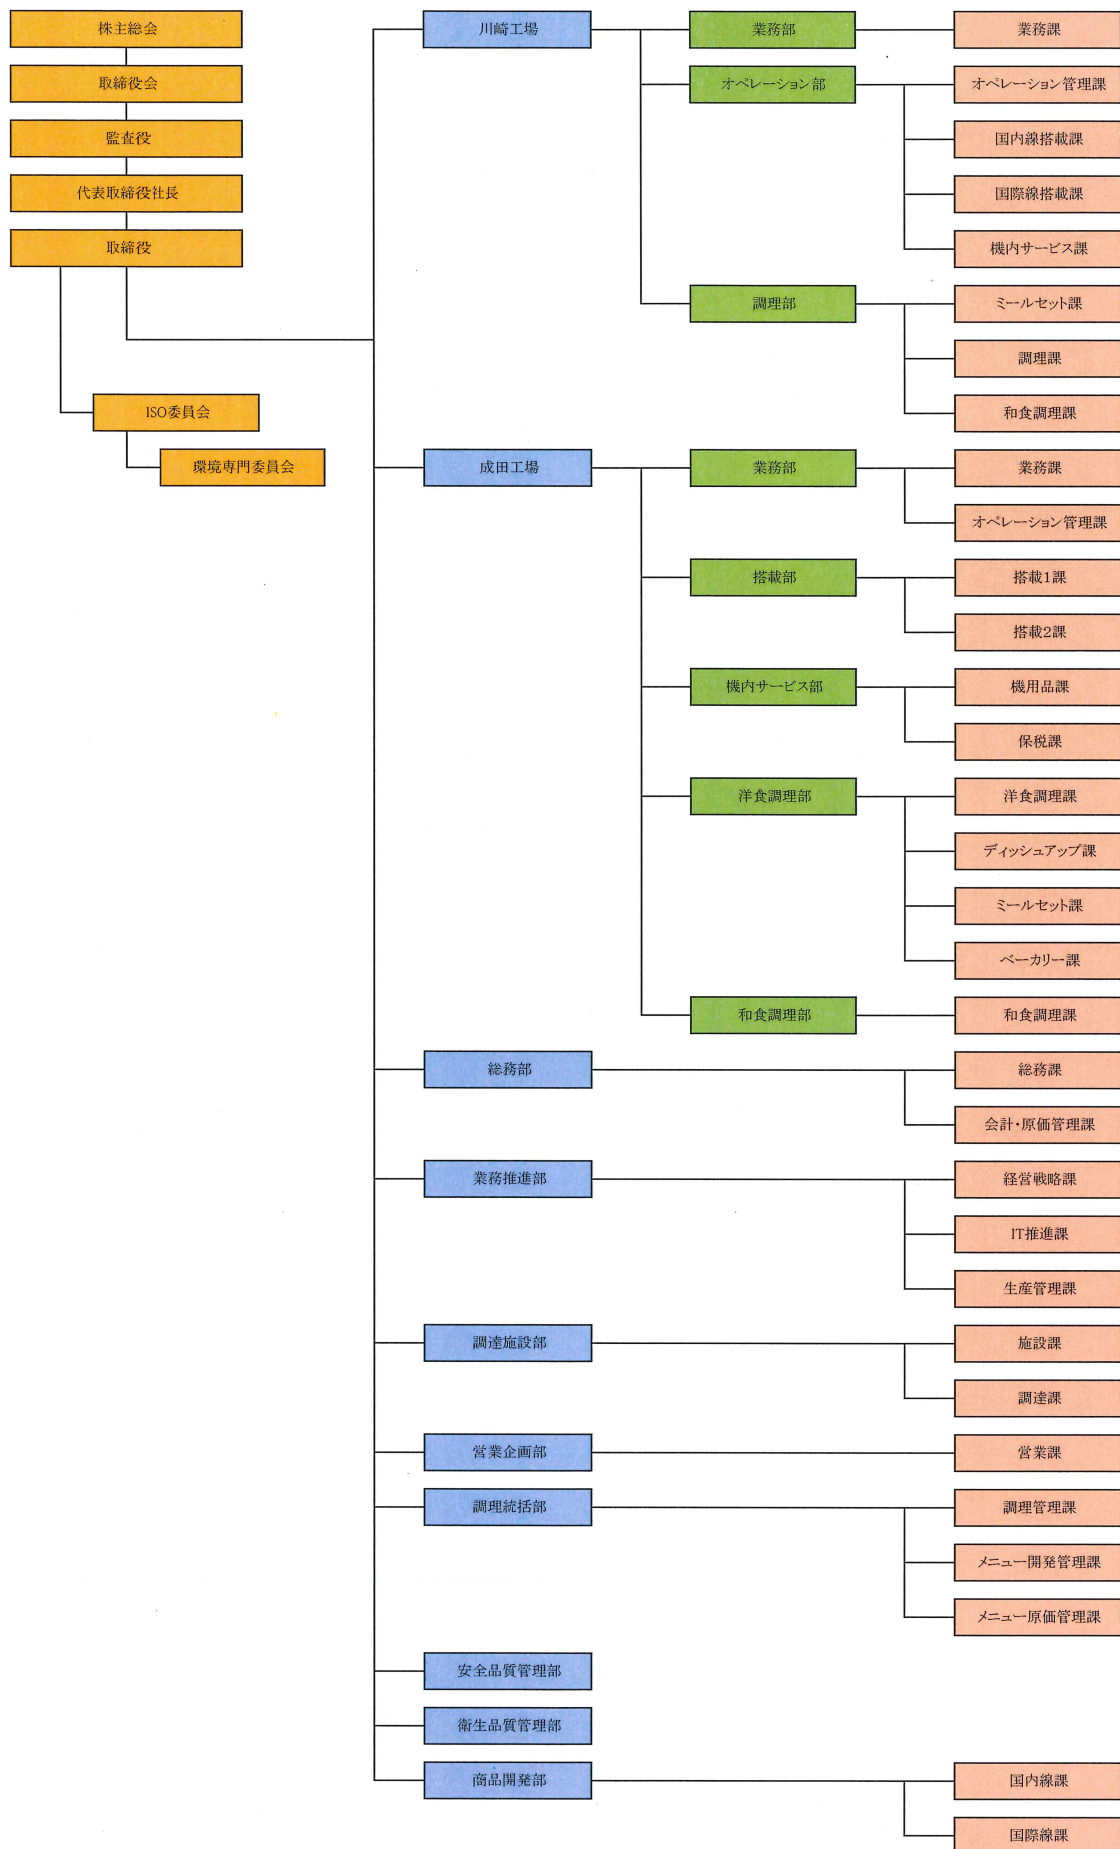 株主総会
取締役会
監査役
代表取締役社長
取締役
ISO委員会
環境専門委員会
川崎工場
業務部
業務課
オペレーション部
オペレーション管理課
国内線搭載課
国際線搭載課
機内サービス課
調理部
ミールセット課
調理課
和食調理課
成田工場
業務部
業務課
オペレーション管理課
搭載部
搭載1課
搭載2課
機内サービス部
機用品課
保税課
洋食調理部
洋食調理課
ディッシュアップ課
ミールセット課
ベーカリー課
和食調理部
和食調理課
総務部
総務課
会計・原価管理課
業務推進部
経営戦略課
IT推進課
生産管理課
調達施設部
施設課
調達課
営業企画部
営業課
調理統括部
調理管理課
メニュー開発管理課
メニュー原価管理課
安全品質管理部
衛生品質管理部
商品開発部
国内線課
国際線課